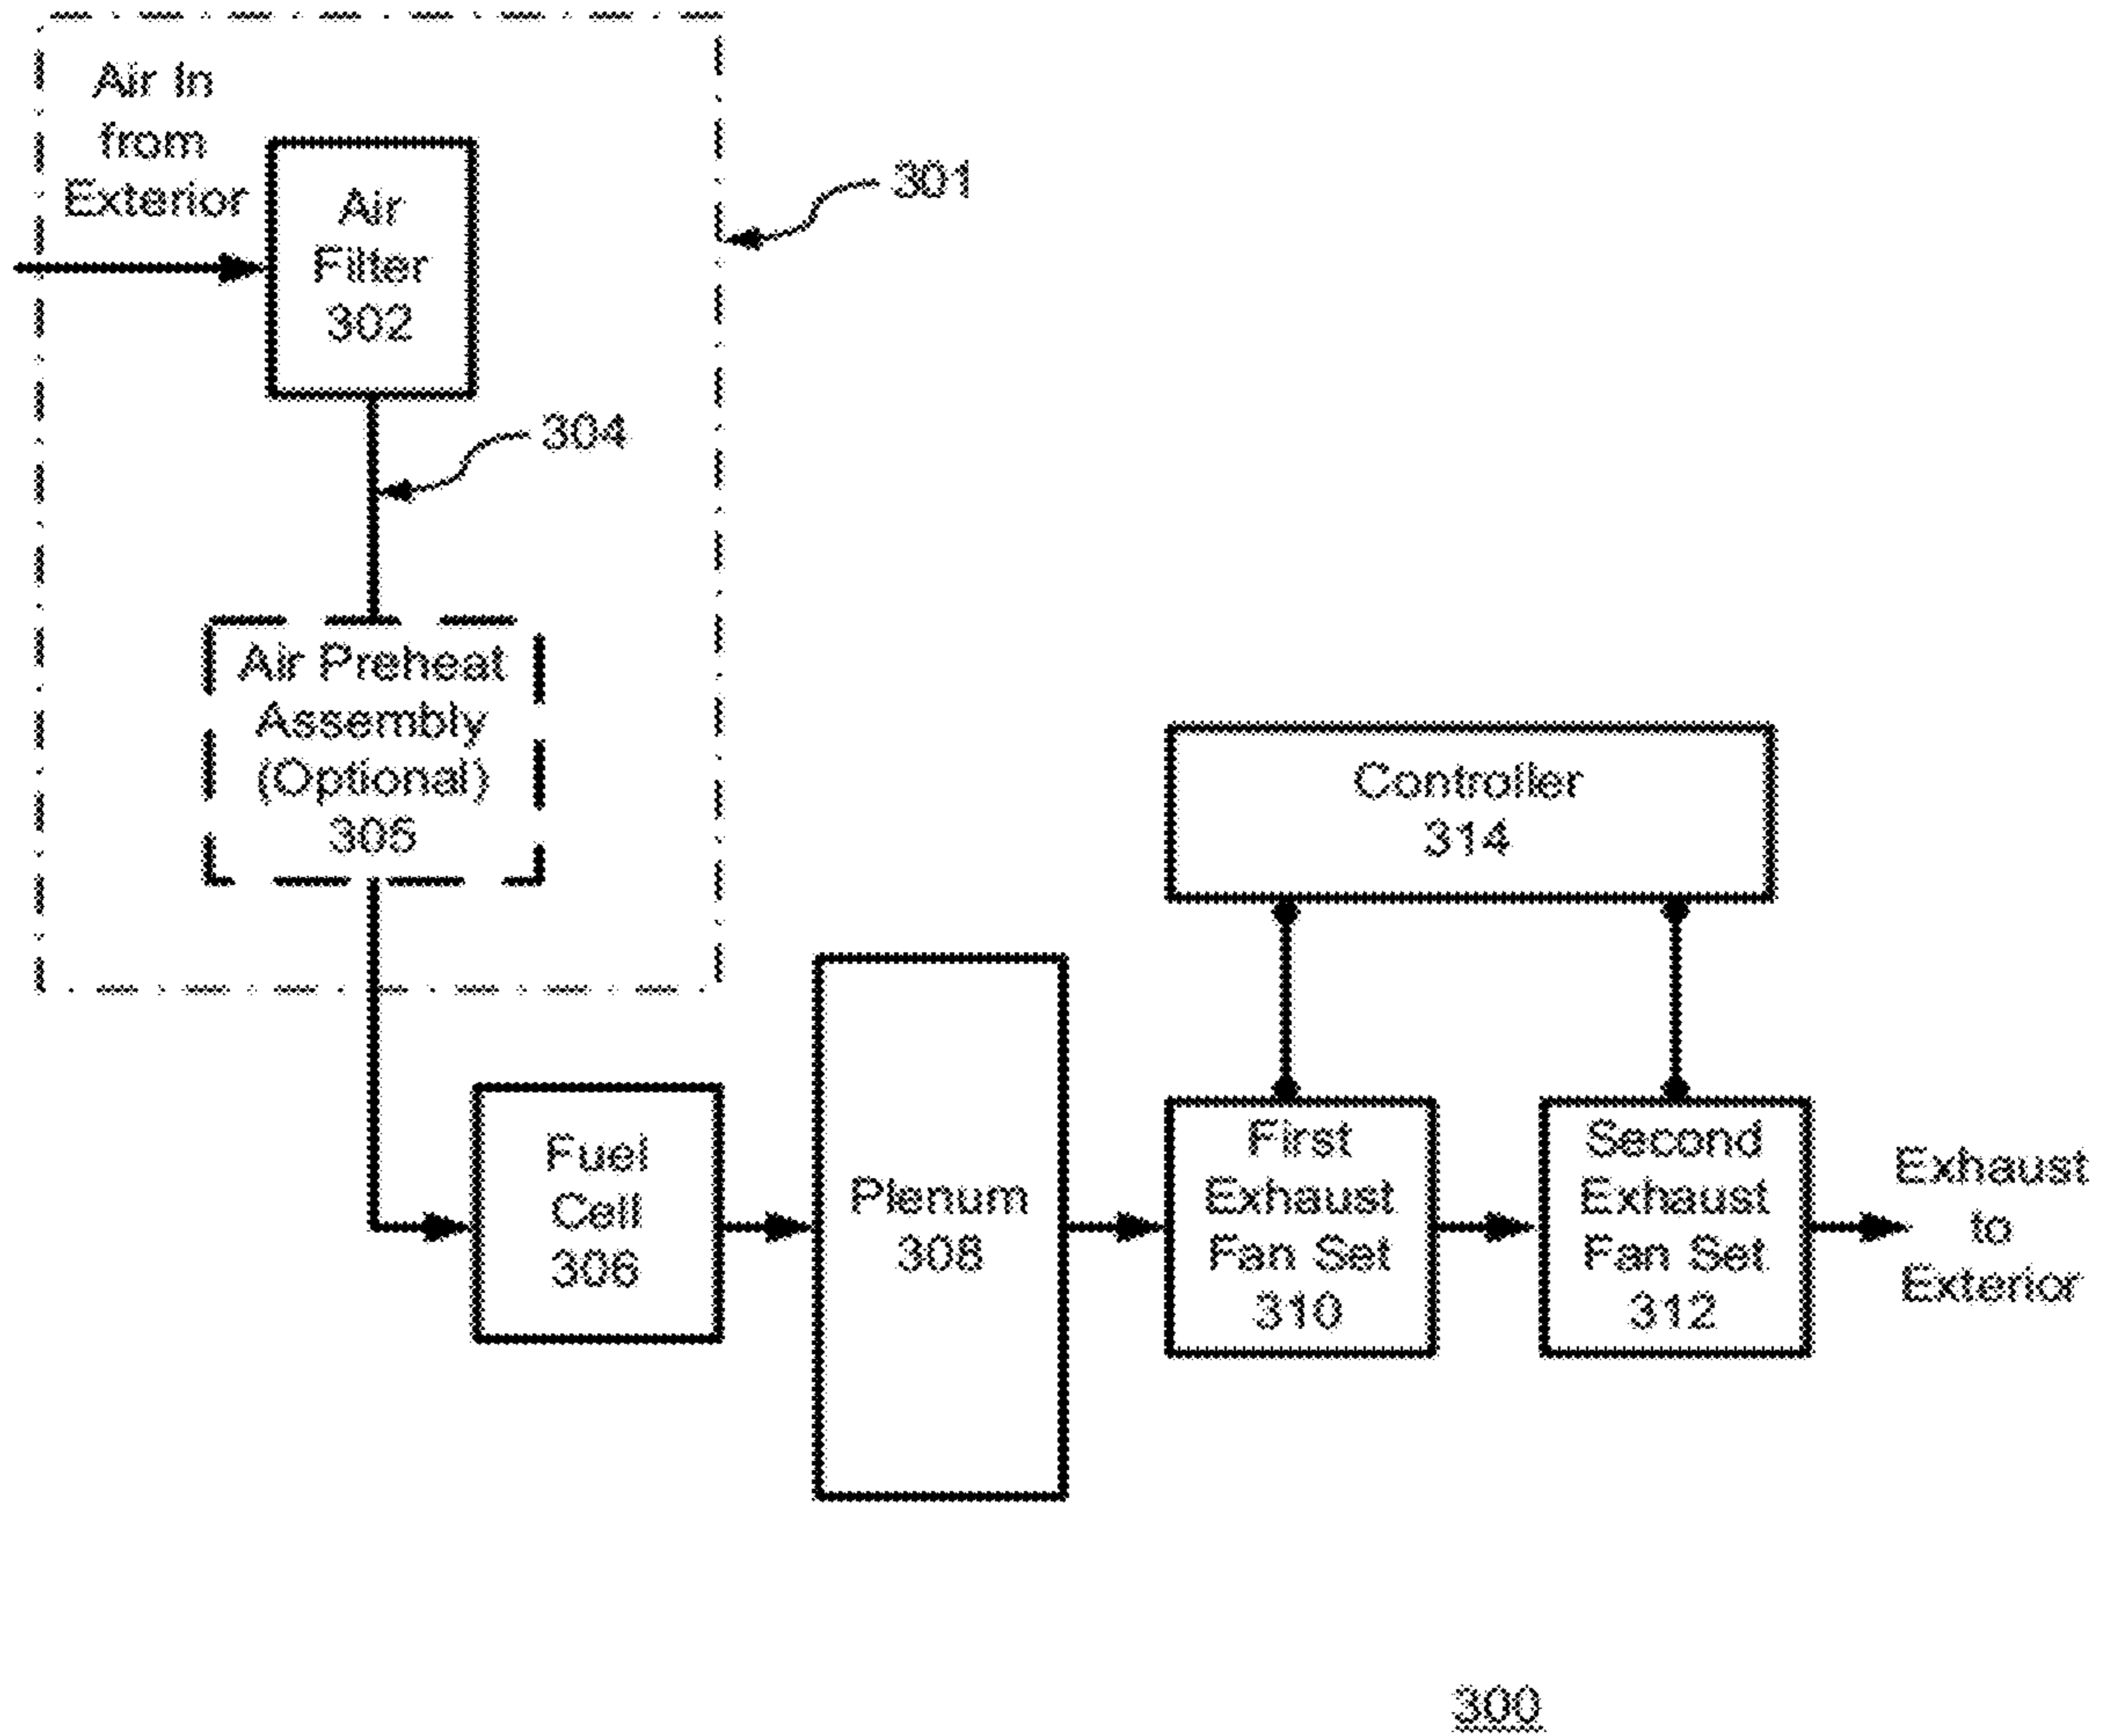 Air In
from
Exterior
Air
Filter
302
301
304
Air Preheat
Assembly
(Optional)
305
Controller
314
Fuel
Cell
306
Plenum
308
First
Exhaust
Fan Set
310
Second
Exhaust
Fan Set
312
Exhaust
to
Exterior
300